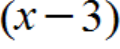 (x − 3)